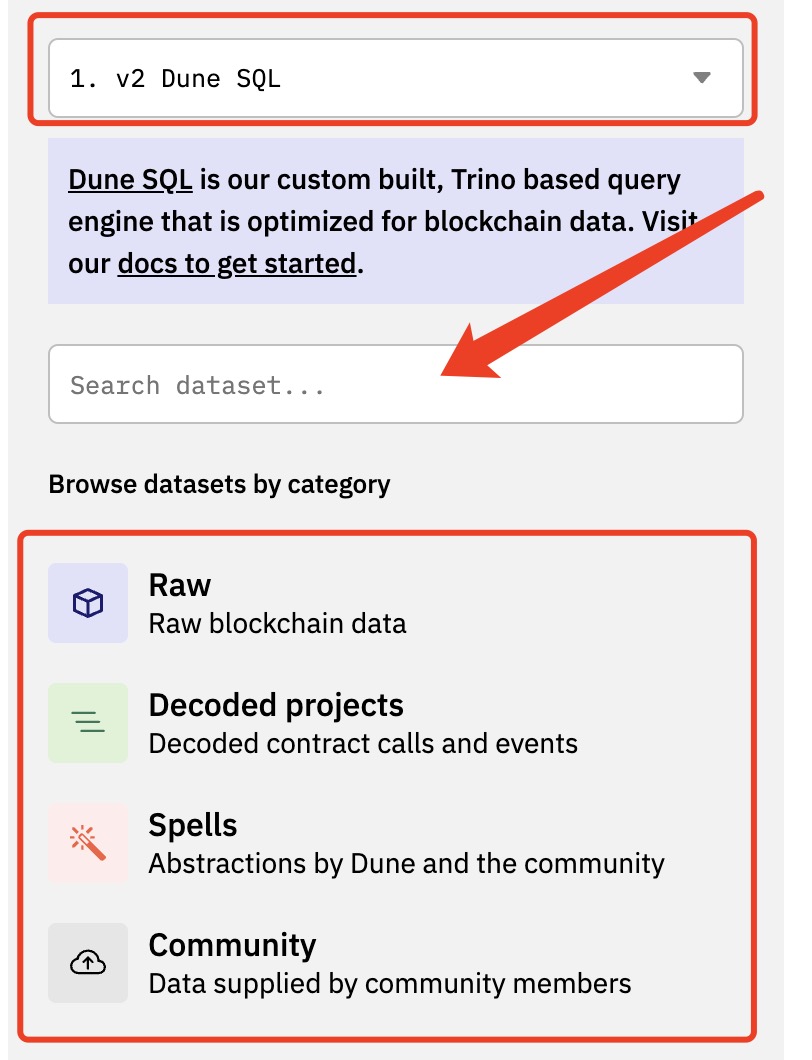 1. v2 Dune SQL
Dune SQL is our custom built, Trino based query
engine that is optimized for blockchain data. Visit
our docs to get started.
Search dataset...
Browse datasets by category
Raw
Raw blockchain data
Decoded projects
Decoded contract calls and events
Spells
Abstractions by Dune and the community
Community
Data supplied by community members